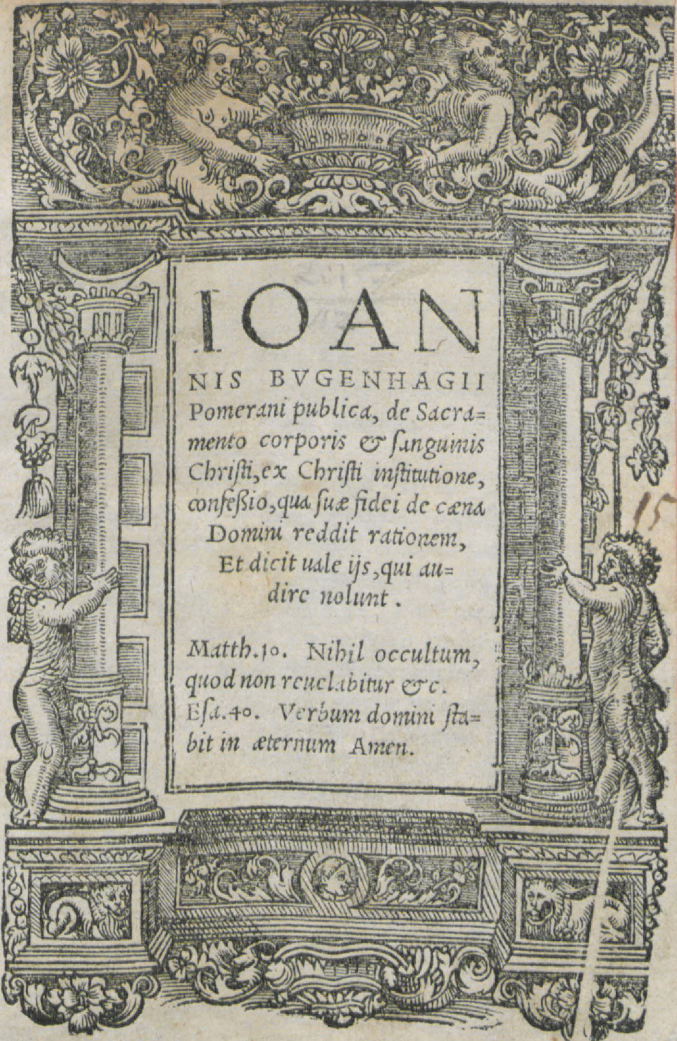 IOAN
NIS BVGENHAGII
Pomerani publica, de Sacra=
mento corporis & sanguinis
Christi, ex Christi institutione,
confeßio, qua suæ fidei de cæna
Domini reddit rationem,
Et dicit uale ijs, qui au=
dire nolunt.
Matth. 10. Nihil occultum,
quod non reuelabitur &c.
Esa. 40. Verbum domini sta=
bit in æternum Amen.
15